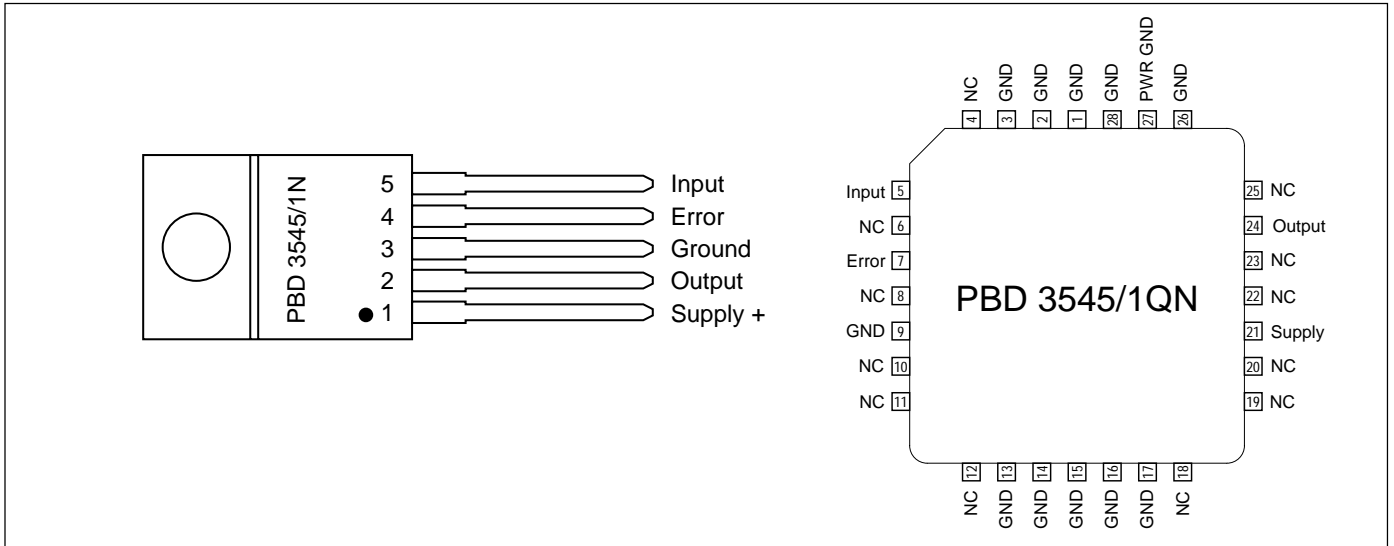 PBD 3545/1N
5 Input
4 Error
3 Ground
2 Output
1 Supply +
PBD 3545/1QN
4 NC
3 GND
2 GND
1 GND
28 GND
27 PWR GND
26 GND
Input 5
NC 6
Error 7
NC 8
GND 9
NC 10
NC 11
25 NC
24 Output
23 NC
22 NC
21 Supply
20 NC
19 NC
NC 12
GND 13
GND 14
GND 15
GND 16
GND 17
NC 18